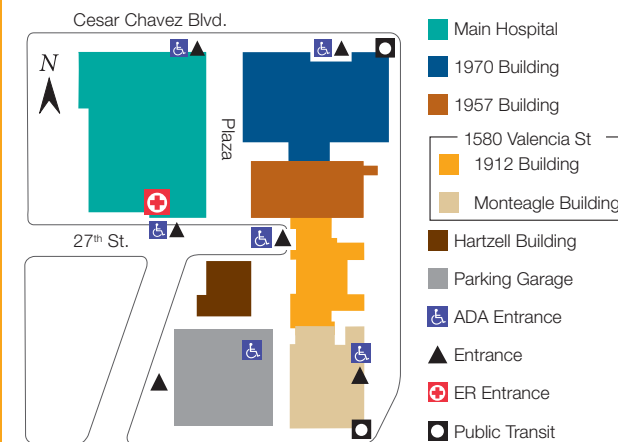 Cesar Chavez Blvd.
N
Plaza
27th St.
Main Hospital
1970 Building
1957 Building
1580 Valencia St
1912 Building
Monteagle Building
Hartzell Building
Parking Garage
ADA Entrance
Entrance
ER Entrance
Public Transit